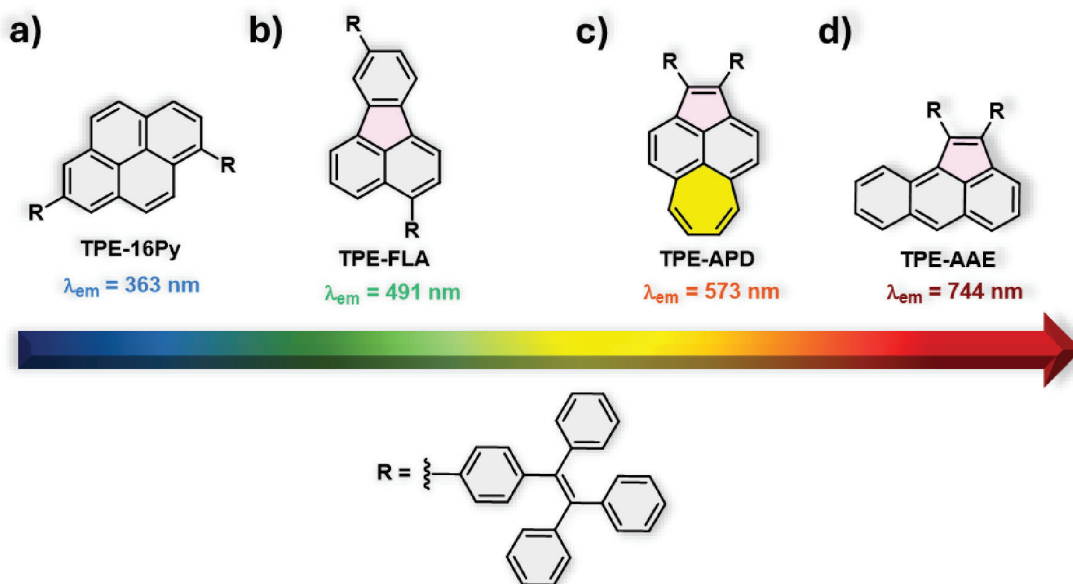 a)
b)
c)
d)
R
R
R
R
R
R
R
R
TPE-16Py
TPE-FLA
TPE-APD
TPE-AAE
λem = 363 nm
λem = 491 nm
λem = 573 nm
λem = 744 nm
R =